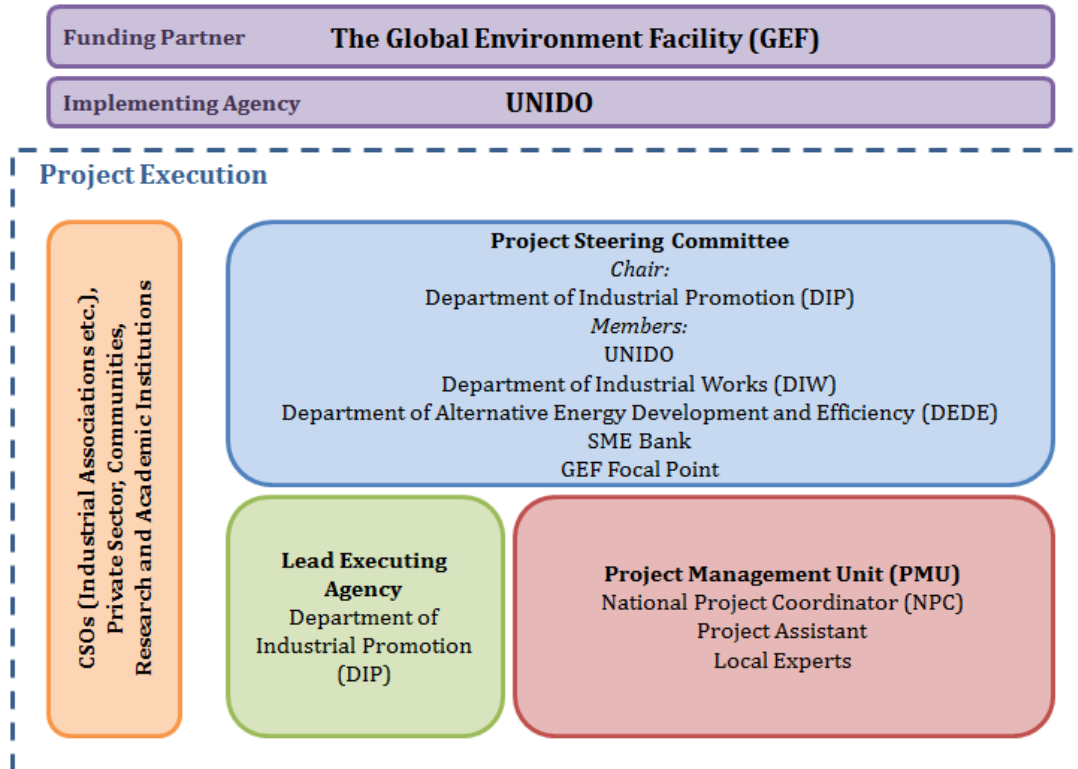 Funding Partner The Global Environment Facility (GEF)
Implementing Agency UNIDO
Project Execution
CSOs (Industrial Associations etc.),
Private Sector, Communities,
Research and Academic Institutions
Project Steering Committee
Chair:
Department of Industrial Promotion (DIP)
Members:
UNIDO
Department of Industrial Works (DIW)
Department of Alternative Energy Development and Efficiency (DEDE)
SME Bank
GEF Focal Point
Lead Executing
Agency
Department of
Industrial Promotion
(DIP)
Project Management Unit (PMU)
National Project Coordinator (NPC)
Project Assistant
Local Experts